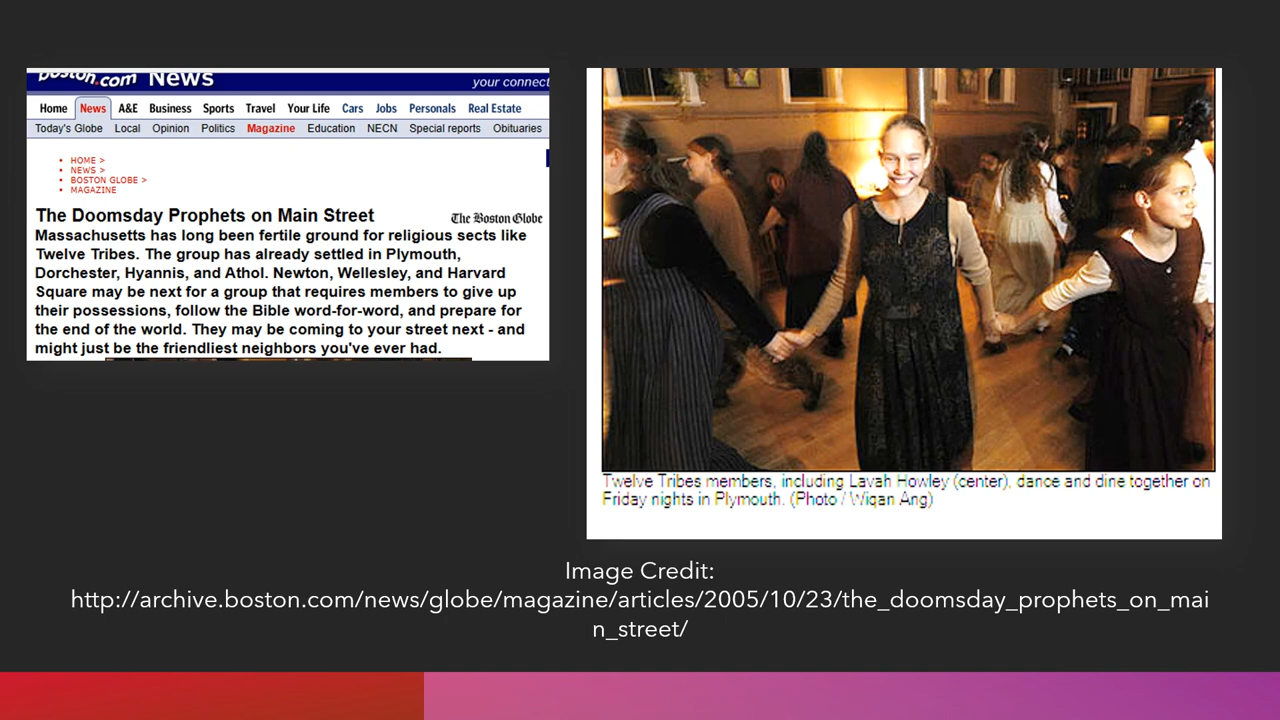 boston.com News
your connect
Home News A&E Business Sports Travel Your Life Cars Jobs Personals Real Estate
Today's Globe Local Opinion Politics Magazine Education NECN Special reports Obituaries
• HOME >
• NEWS >
• BOSTON GLOBE >
• MAGAZINE
The Doomsday Prophets on Main Street
The Boston Globe
Massachusetts has long been fertile ground for religious sects like
Twelve Tribes. The group has already settled in Plymouth,
Dorchester, Hyannis, and Athol. Newton, Wellesley, and Harvard
Square may be next for a group that requires members to give up
their possessions, follow the Bible word-for-word, and prepare for
the end of the world. They may be coming to your street next - and
might just be the friendliest neighbors you've ever had.
Twelve Tribes members, including Lavah Howley (center), dance and dine together on
Friday nights in Plymouth. (Photo / Wiqan Ang)
Image Credit:
http://archive.boston.com/news/globe/magazine/articles/2005/10/23/the_doomsday_prophets_on_mai
n_street/